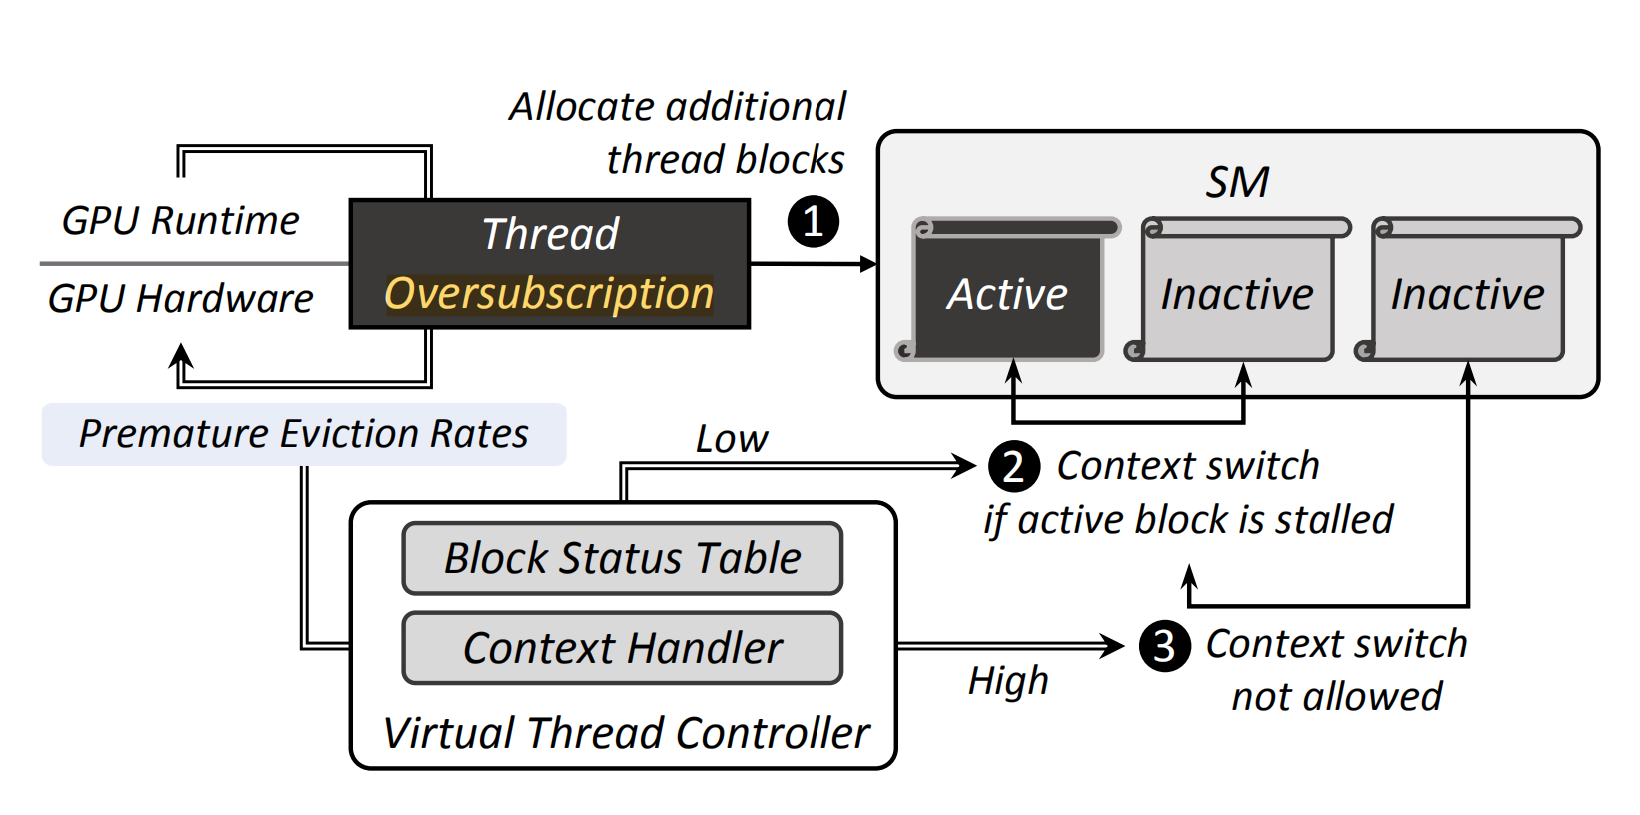 Allocate additional
thread blocks
1
GPU Runtime
GPU Hardware
Thread
Oversubscription
SM
Active
Inactive
Inactive
Premature Eviction Rates
Low
2 Context switch
if active block is stalled
Block Status Table
Context Handler
Virtual Thread Controller
High
3 Context switch
not allowed